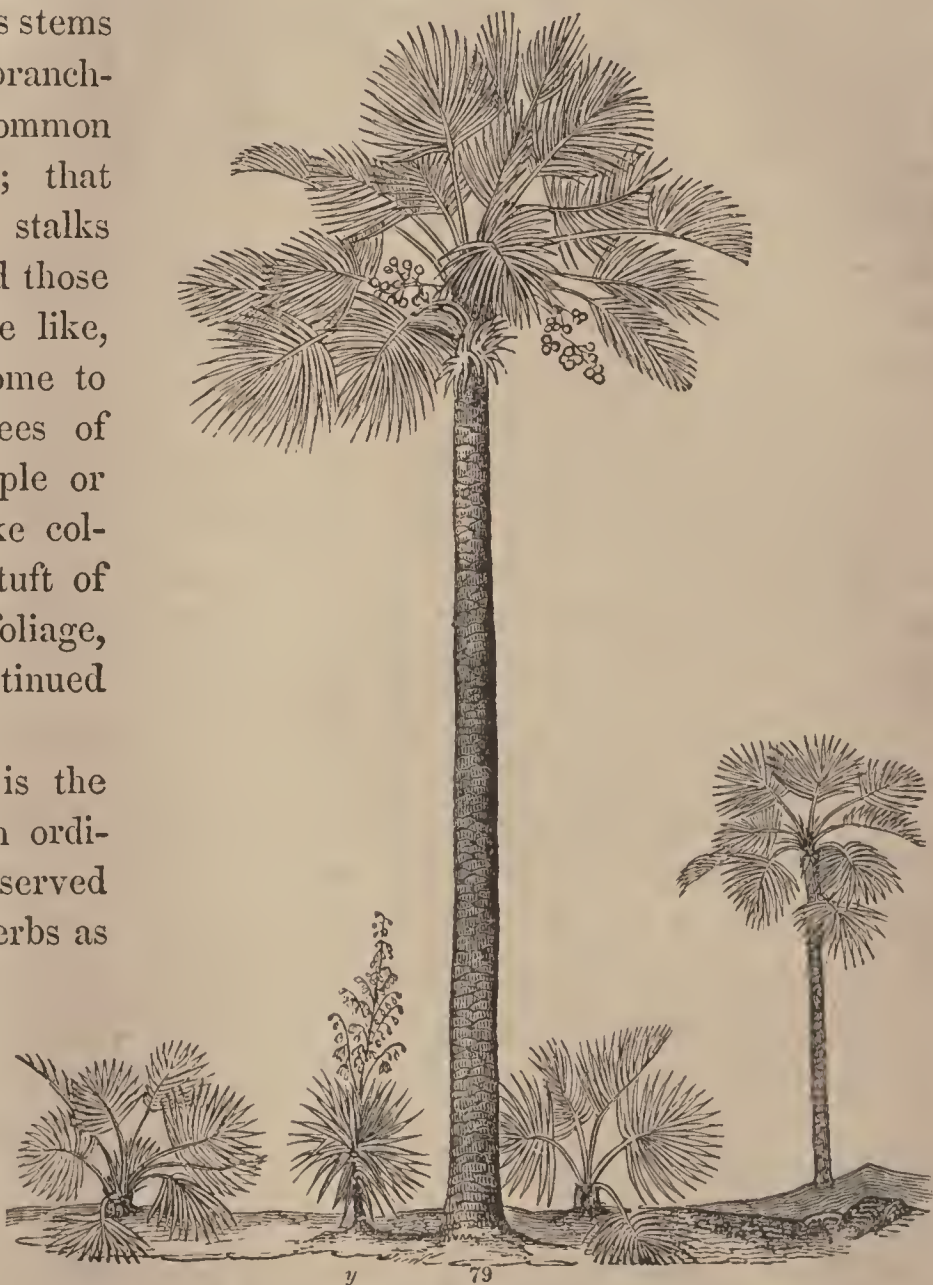 s stems
branch-
ommon
; that
stalks
d those
e like,
ome to
ees of
ple or
ke col-
tuft of
foliage,
tinued
is the
n ordi-
served
erbs as
y 79